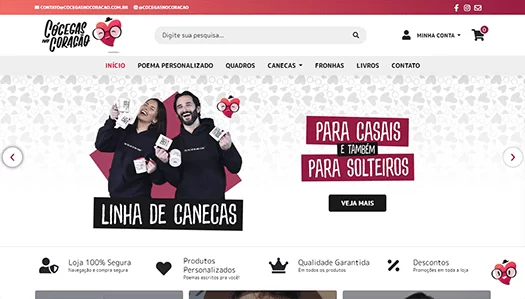 CONTATO@COCEGASNOCORACAO.COM.BR @COCEGASNOCORACAO
CÓCEGAS
NO
CORAÇÃO
Digite sua pesquisa...
MINHA CONTA
0
INÍCIO POEMA PERSONALIZADO QUADROS CANECAS FRONHAS LIVROS CONTATO
PARA CASAIS
E TAMBÉM
PARA SOLTEIROS
LINHA DE CANECAS
VEJA MAIS
Loja 100% Segura
Navegação e compra segura
Produtos
Personalizados
Poemas escritos pra você!
Qualidade Garantida
Em todos os produtos
Descontos
Promoções em toda a loja